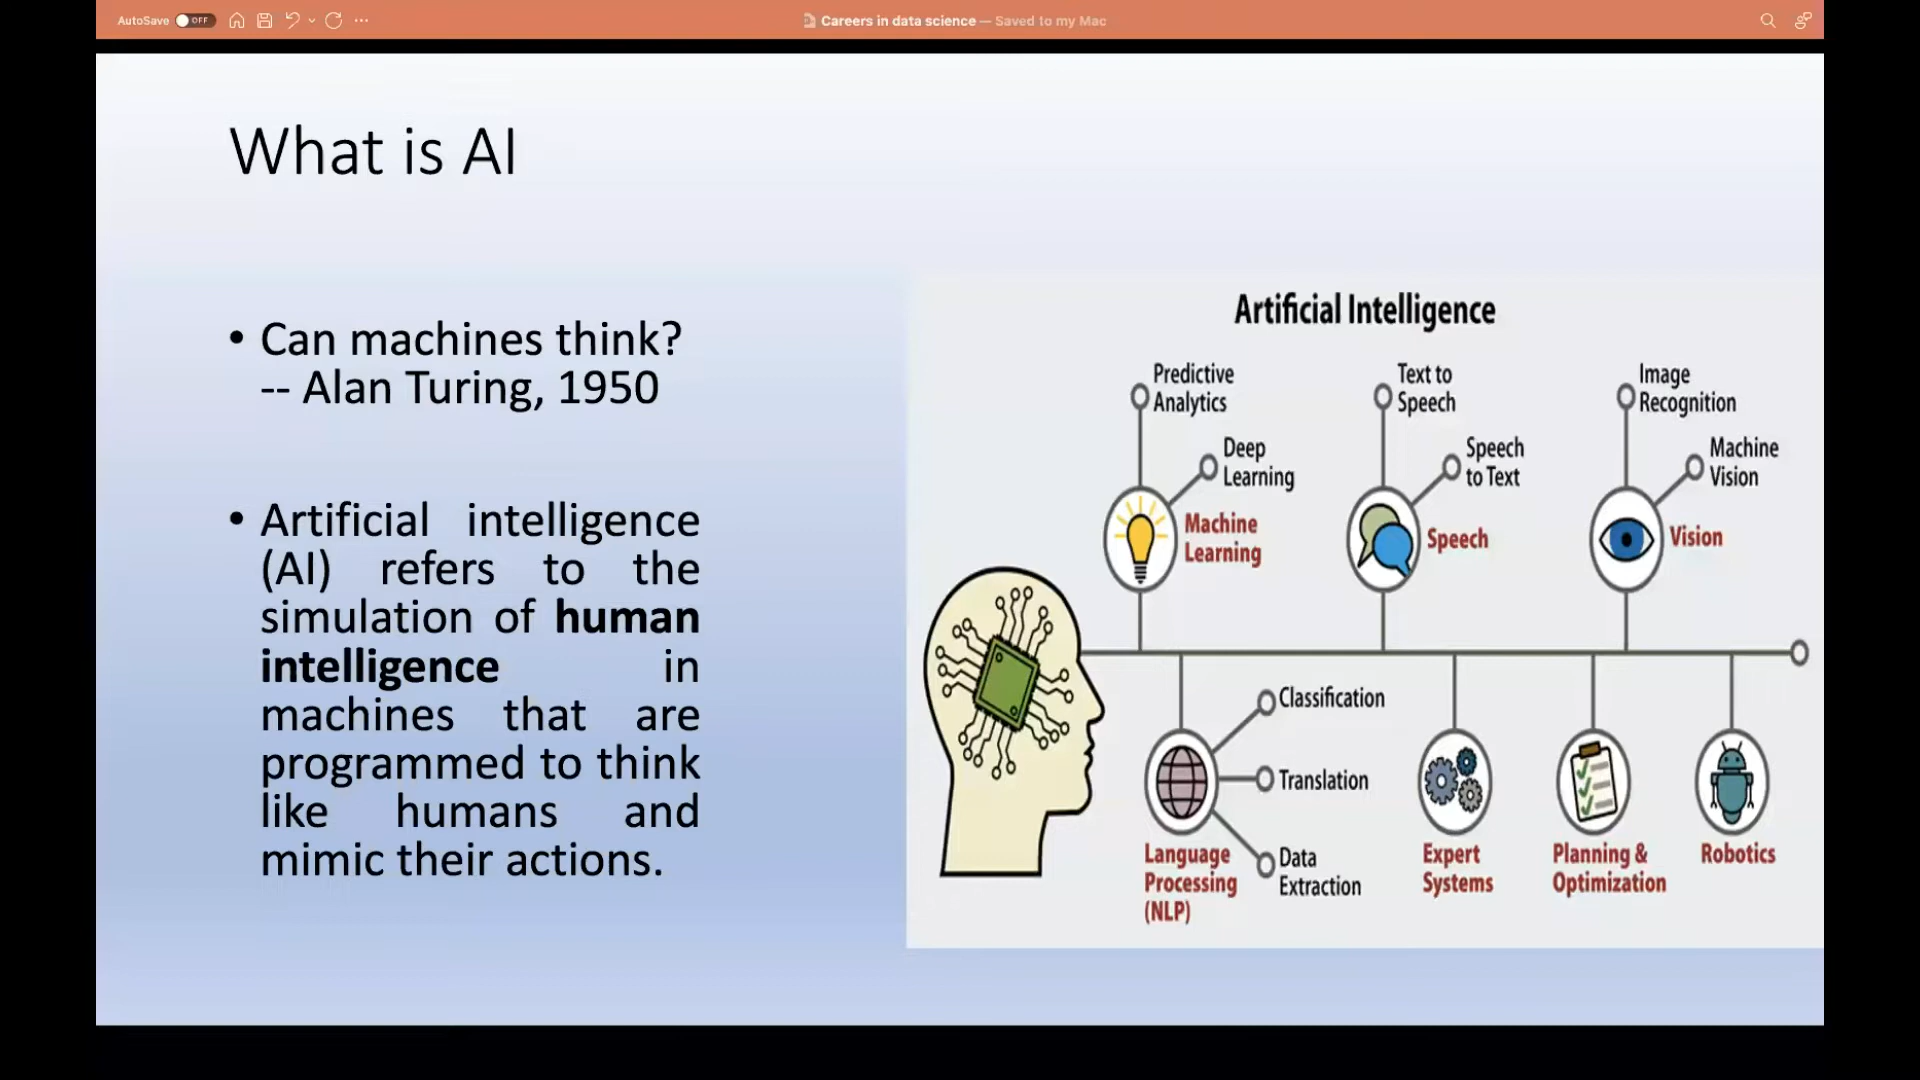 AutoSave OFF
Careers in data science — Saved to my Mac
What is AI
• Can machines think?
-- Alan Turing, 1950
• Artificial intelligence
(AI) refers to the
simulation of human
intelligence in
machines that are
programmed to think
like humans and
mimic their actions.
Artificial Intelligence
Predictive
Analytics
Deep
Learning
Machine
Learning
Text to
Speech
Speech
to Text
Speech
Image
Recognition
Machine
Vision
Vision
Classification
Translation
Data
Extraction
Language
Processing
(NLP)
Expert
Systems
Planning &
Optimization
Robotics